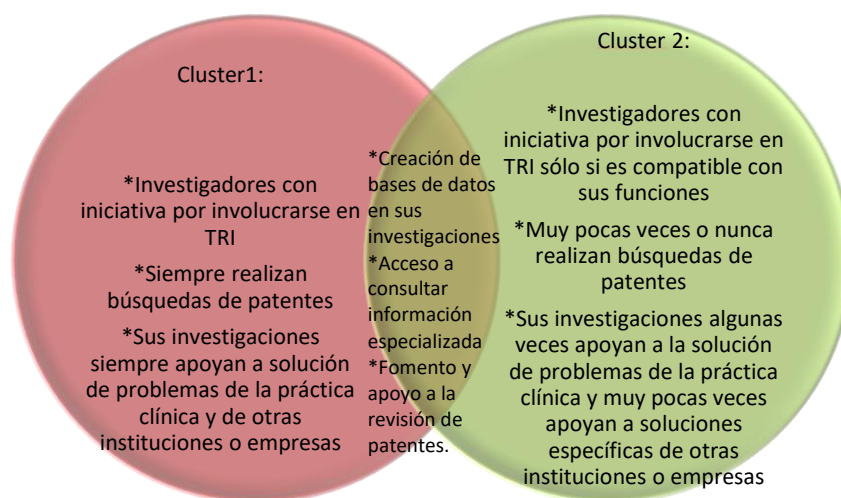 Cluster1:
*Investigadores con
iniciativa por involucrarse en
TRI
*Siempre realizan
búsquedas de patentes
*Sus investigaciones
siempre apoyan a solución
de problemas de la práctica
clínica y de otras
instituciones o empresas
*Creación de
bases de datos
en sus
investigaciones
*Acceso a
consultar
información
especializada
*Fomento y
apoyo a la
revisión de
patentes.
Cluster 2:
*Investigadores con
iniciativa por involucrarse en
TRI sólo si es compatible con
sus funciones
*Muy pocas veces o nunca
realizan búsquedas de
patentes
*Sus investigaciones algunas
veces apoyan a la solución
de problemas de la práctica
clínica y muy pocas veces
apoyan a soluciones
específicas de otras
instituciones o empresas